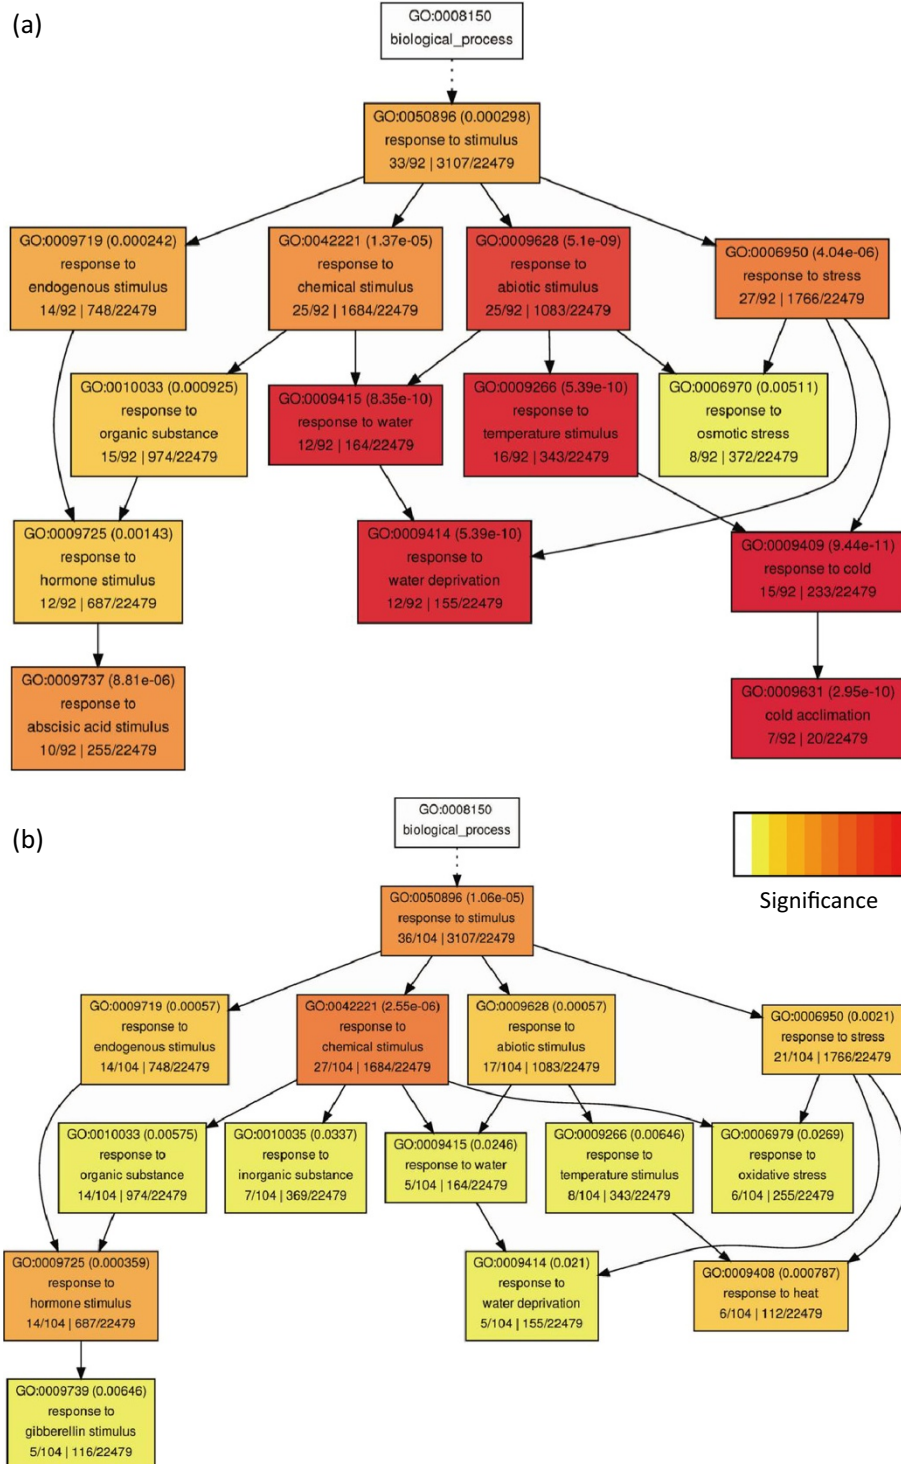 (a)
GO:0008150
biological_process
GO:0050896 (0.000298)
response to stimulus
33/92 | 3107/22479
GO:0009719 (0.000242)
response to
endogenous stimulus
14/92 | 748/22479
GO:0042221 (1.37e-05)
response to
chemical stimulus
25/92 | 1684/22479
GO:0009628 (5.1e-09)
response to
abiotic stimulus
25/92 | 1083/22479
GO:0006950 (4.04e-06)
response to stress
27/92 | 1766/22479
GO:0010033 (0.000925)
response to
organic substance
15/92 | 974/22479
GO:0009415 (8.35e-10)
response to water
12/92 | 164/22479
GO:0009266 (5.39e-10)
response to
temperature stimulus
16/92 | 343/22479
GO:0006970 (0.00511)
response to
osmotic stress
8/92 | 372/22479
GO:0009725 (0.00143)
response to
hormone stimulus
12/92 | 687/22479
GO:0009414 (5.39e-10)
response to
water deprivation
12/92 | 155/22479
GO:0009409 (9.44e-11)
response to cold
15/92 | 233/22479
GO:0009737 (8.81e-06)
response to
abscisic acid stimulus
10/92 | 255/22479
GO:0009631 (2.95e-10)
cold acclimation
7/92 | 20/22479
(b)
GO:0008150
biological_process
Significance
GO:0050896 (1.06e-05)
response to stimulus
36/104 | 3107/22479
GO:0009719 (0.00057)
response to
endogenous stimulus
14/104 | 748/22479
GO:0042221 (2.55e-06)
response to
chemical stimulus
27/104 | 1684/22479
GO:0009628 (0.00057)
response to
abiotic stimulus
17/104 | 1083/22479
GO:0006950 (0.0021)
response to stress
21/104 | 1766/22479
GO:0010033 (0.00575)
response to
organic substance
14/104 | 974/22479
GO:0010035 (0.0337)
response to
inorganic substance
7/104 | 369/22479
GO:0009415 (0.0246)
response to water
5/104 | 164/22479
GO:0009266 (0.00646)
response to
temperature stimulus
8/104 | 343/22479
GO:0006979 (0.0269)
response to
oxidative stress
6/104 | 255/22479
GO:0009725 (0.000359)
response to
hormone stimulus
14/104 | 687/22479
GO:0009414 (0.021)
response to
water deprivation
5/104 | 155/22479
GO:0009408 (0.000787)
response to heat
6/104 | 112/22479
GO:0009739 (0.00646)
response to
gibberellin stimulus
5/104 | 116/22479